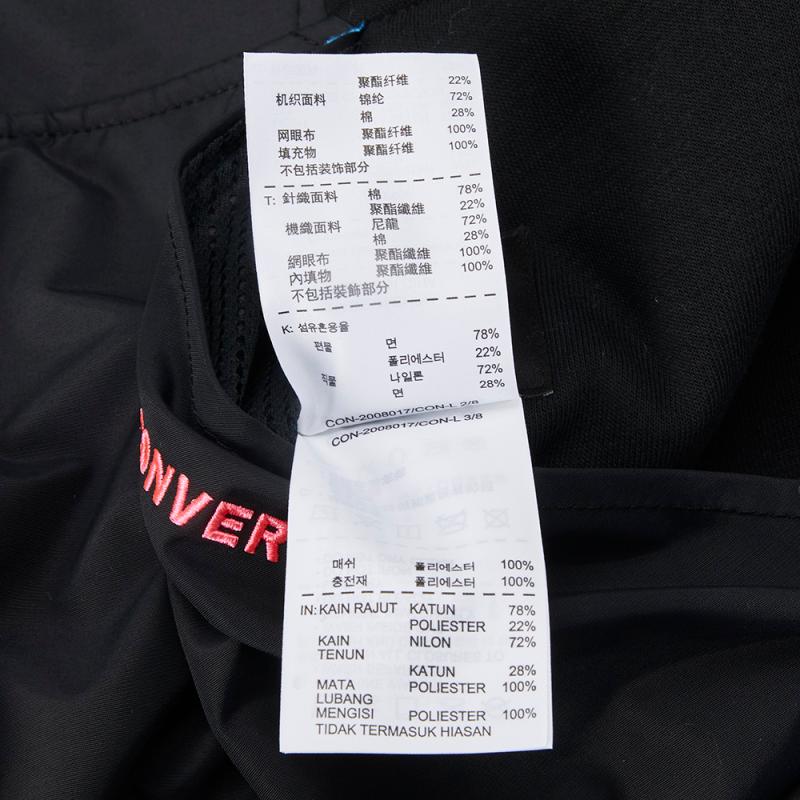 聚酯纤维 22%
机织面料 锦纶 72%
棉 28%
网眼布 聚酯纤维 100%
填充物 聚酯纤维 100%
不包括装饰部分
T: 針織面料 棉 78%
聚酯纖維 22%
機織面料 尼龍 72%
棉 28%
網眼布 聚酯纖維 100%
內填物 聚酯纖維 100%
不包括裝飾部分
K: 섬유혼용율
편물 면 78%
폴리에스터 22%
직물 나일론 72%
면 28%
CON-2008017/CON-L 2/8
CON-2008017/CON-L 3/8
CONVER
매쉬 폴리에스터 100%
충전재 폴리에스터 100%
IN: KAIN RAJUT KATUN 78%
POLIESTER 22%
KAIN NILON 72%
TENUN
KATUN 28%
MATA POLIESTER 100%
LUBANG
MENGISI POLIESTER 100%
TIDAK TERMASUK HIASAN